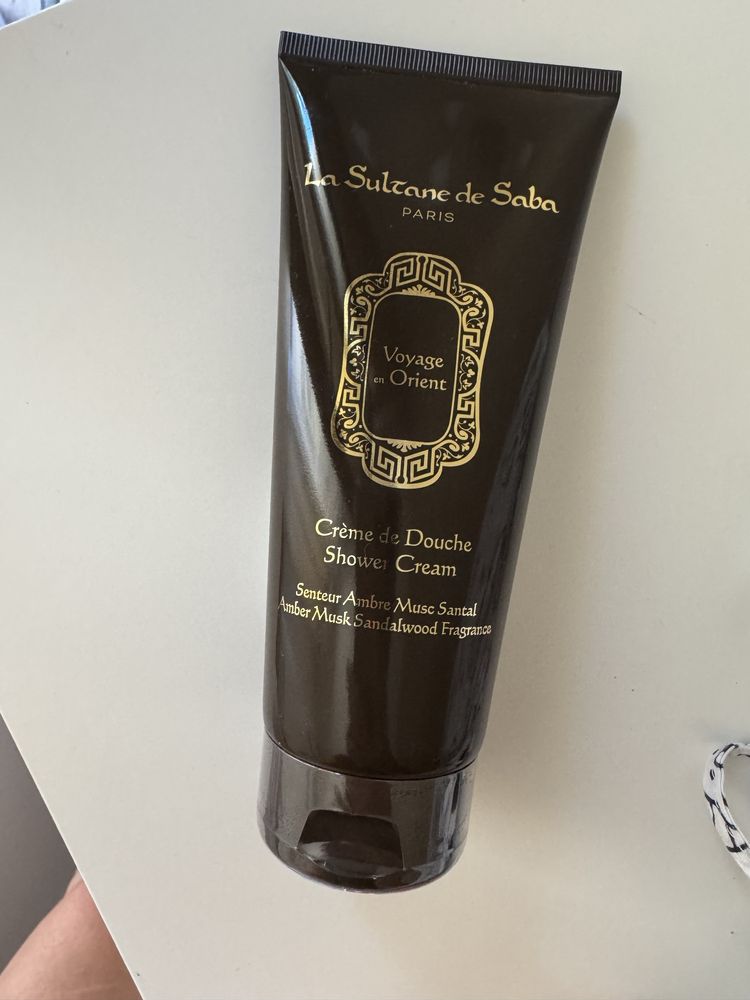 La Sultane de Saba
PARIS
Voyage
en Orient
Crème de Douche
Shower Cream
Senteur Ambre Musc Santal
Amber Musk Sandalwood Fragrance